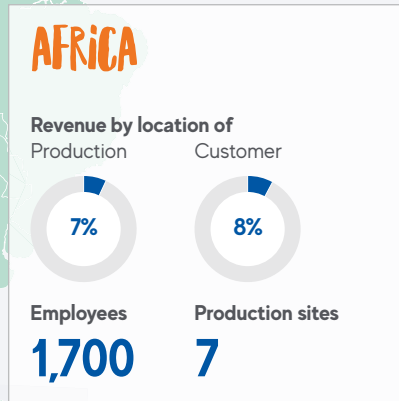 AFRiCA
Revenue by location of
Production Customer
7% 8%
Employees Production sites
1,700 7